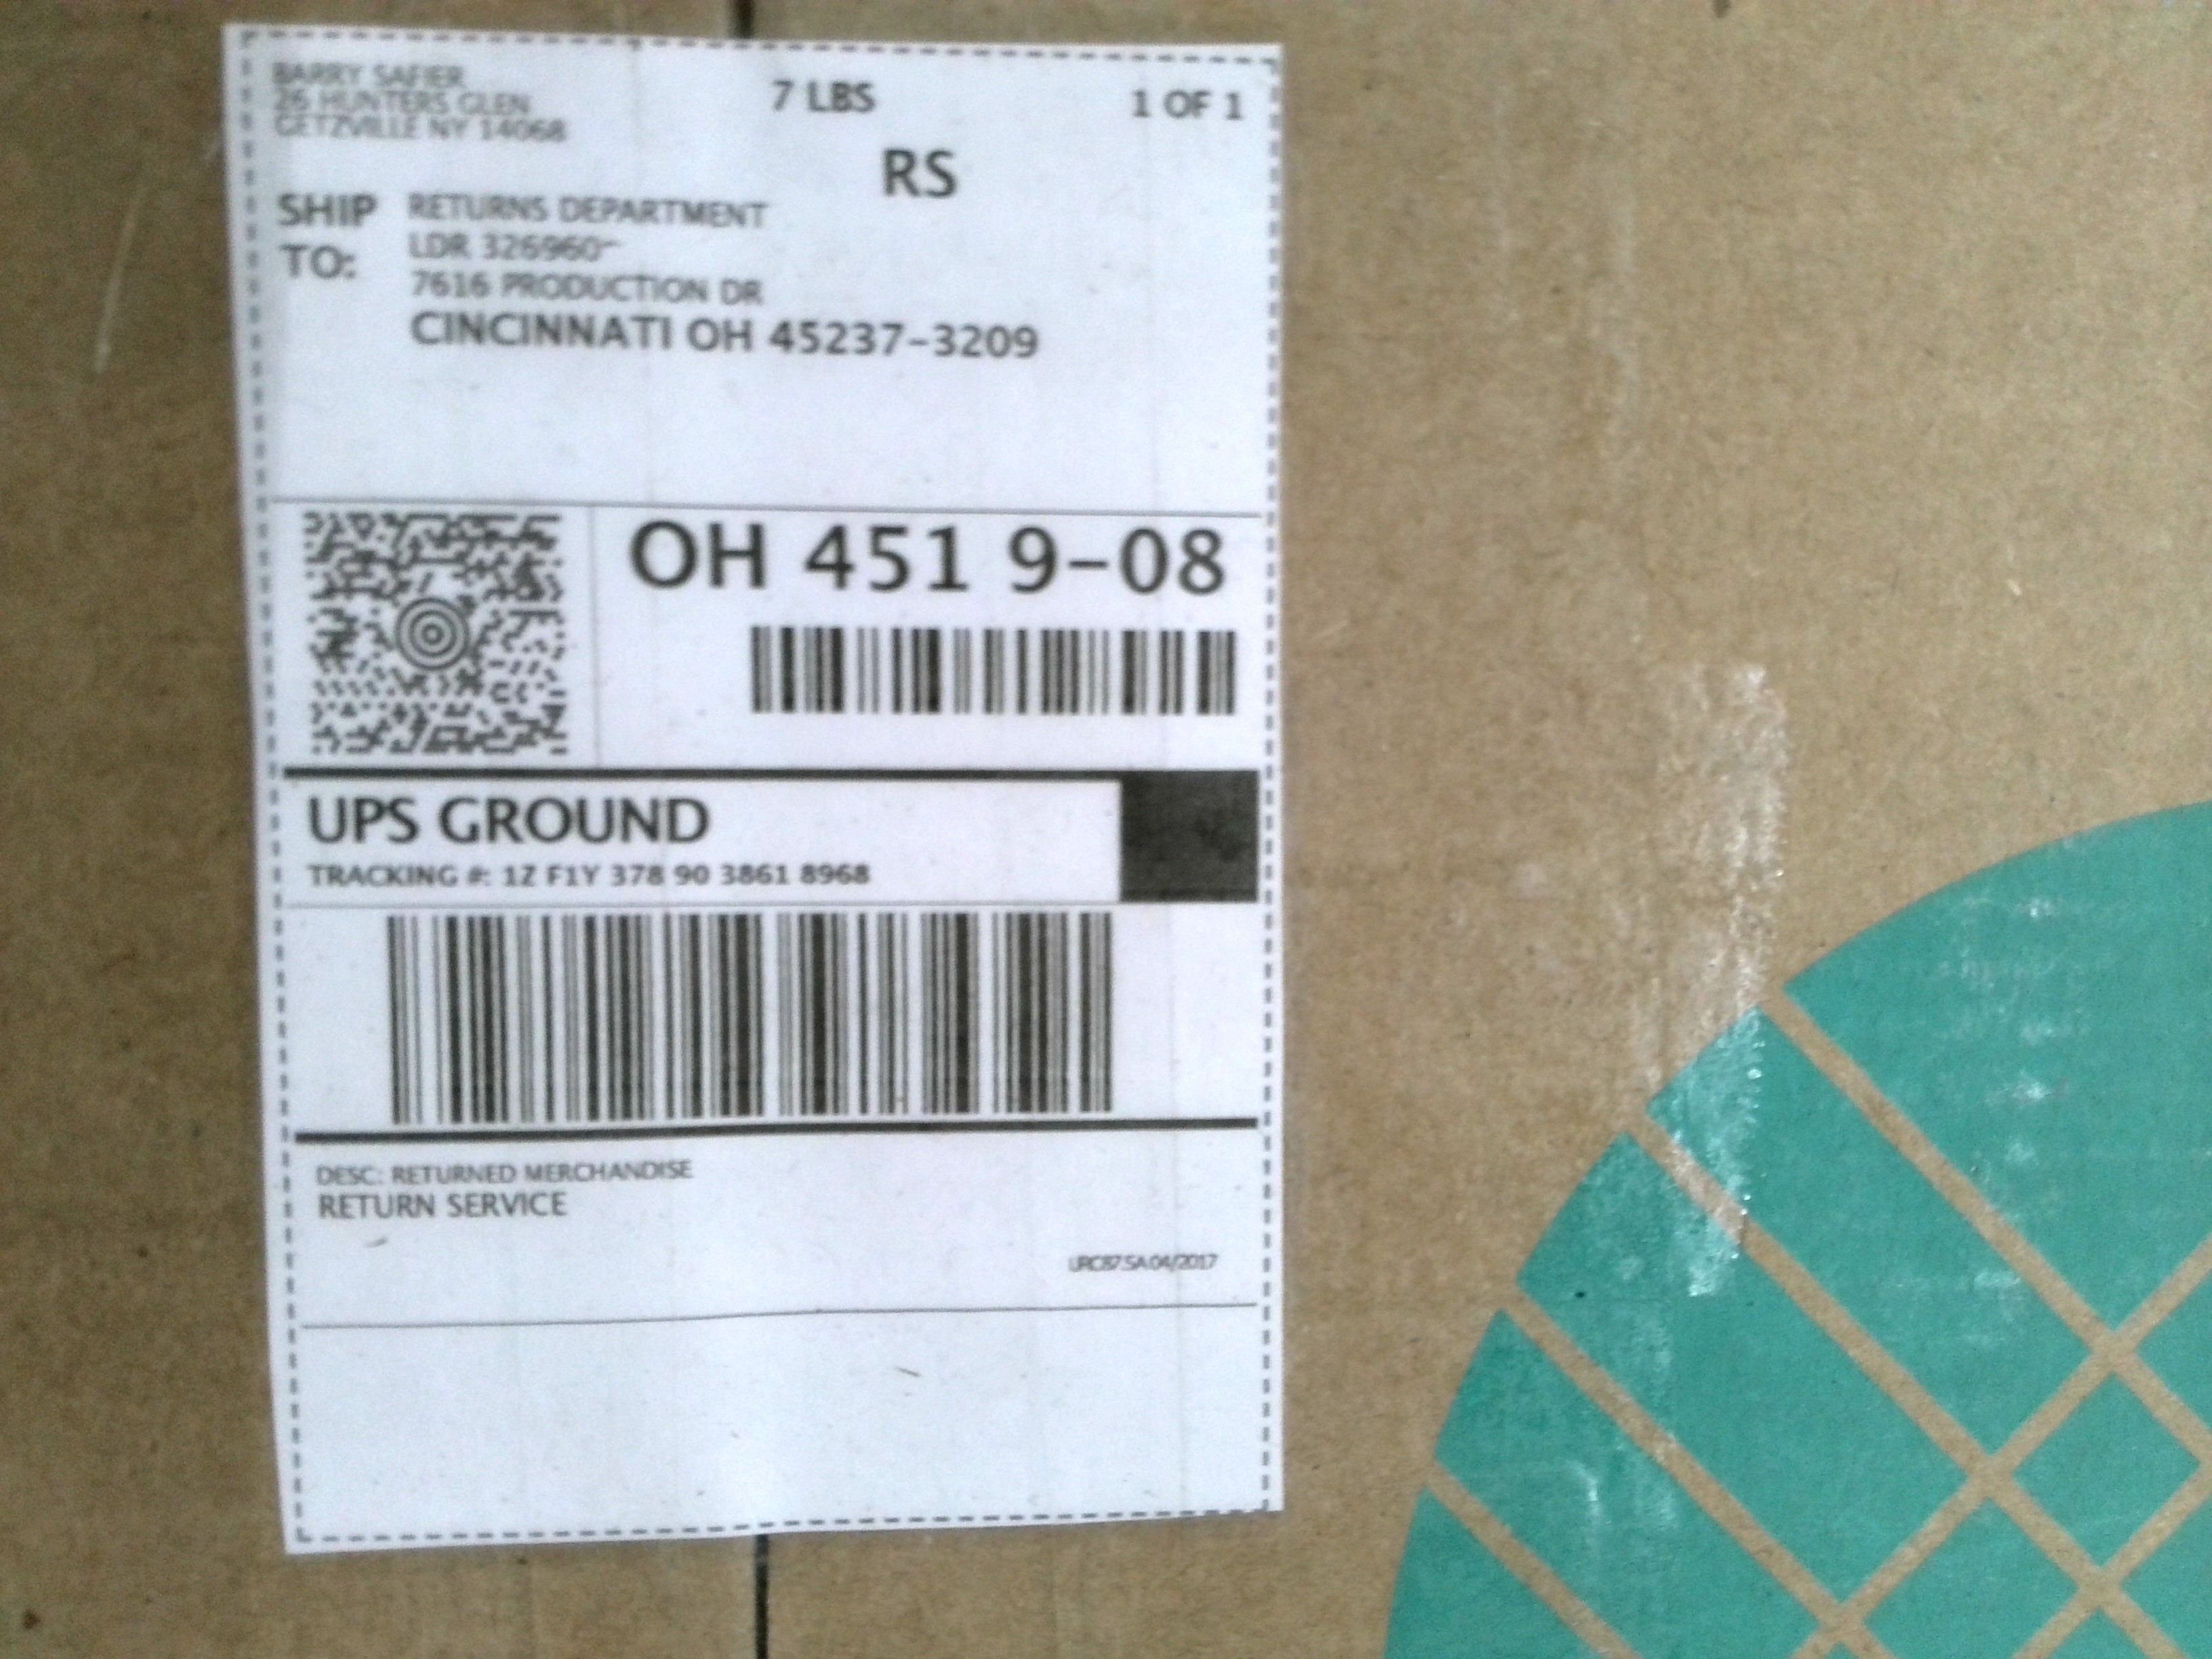 BARRY SAFIER
26 HUNTERS GLEN
GETZVILLE NY 14068
7 LBS
1 OF 1
RS
SHIP TO:
RETURNS DEPARTMENT
LDR 326960-
7616 PRODUCTION DR
CINCINNATI OH 45237-3209
OH 451 9-08
UPS GROUND
TRACKING #: 1Z F1Y 378 90 3861 8968
DESC: RETURNED MERCHANDISE
RETURN SERVICE